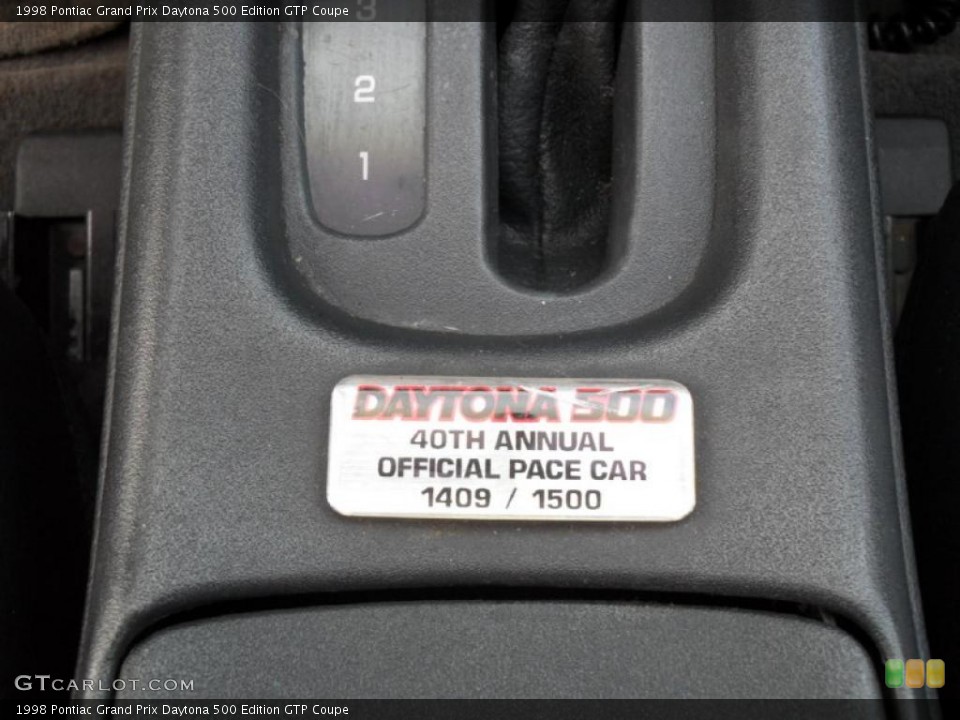 1998 Pontiac Grand Prix Daytona 500 Edition GTP Coupe
3
2
1
DAYTONA 500
40TH ANNUAL
OFFICIAL PACE CAR
1409 / 1500
GTCARLOT.COM
1998 Pontiac Grand Prix Daytona 500 Edition GTP Coupe